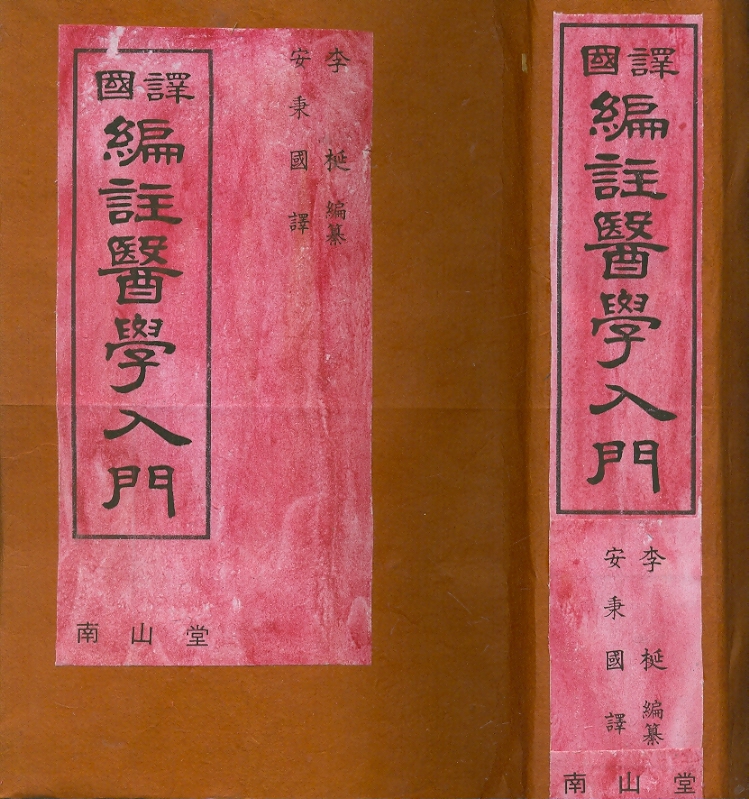 李梴 編纂
安秉國 譯
國譯
編註醫學入門
南山堂
國譯
編註醫學入門
李梴 編纂
安秉國 譯
南山堂